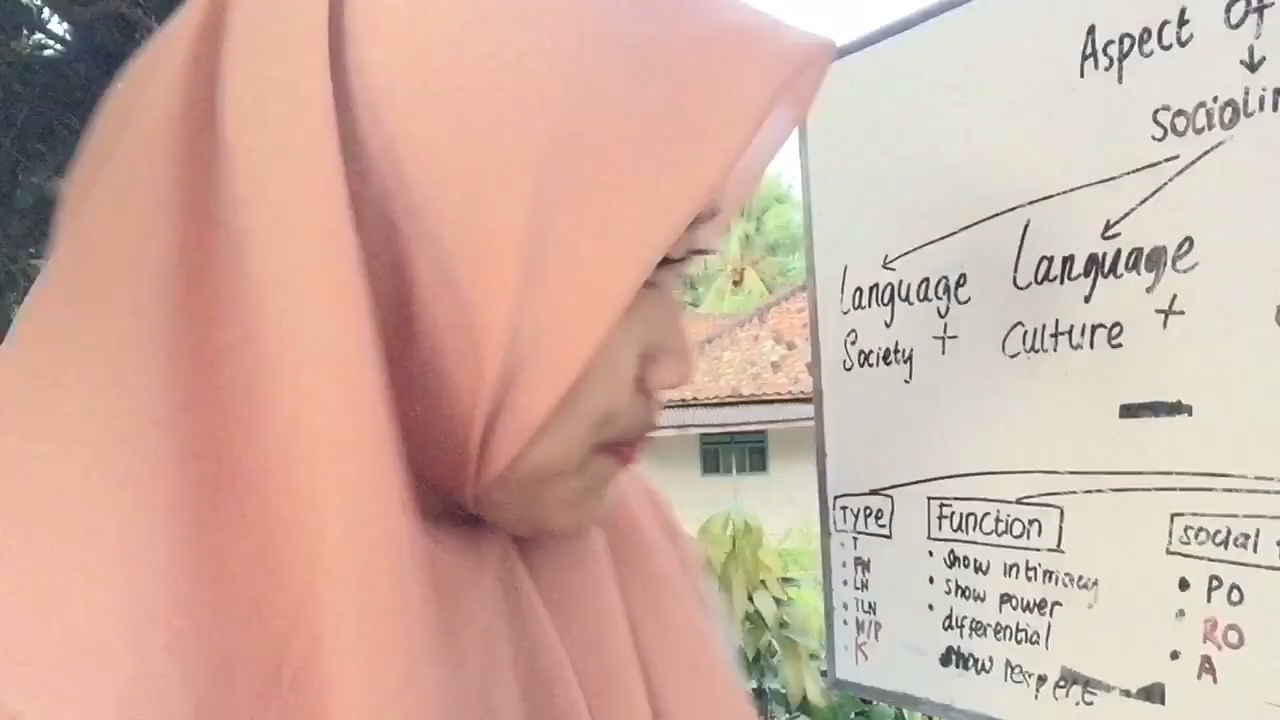 Aspect Of
Sociolin
Language Language
Society + Culture +
TYPE
• T
• FN
• LN
• TLN
• N/P
• K
Function
• show intimacy
• show power
• differential
show respect
social
• PO
• RO
• A